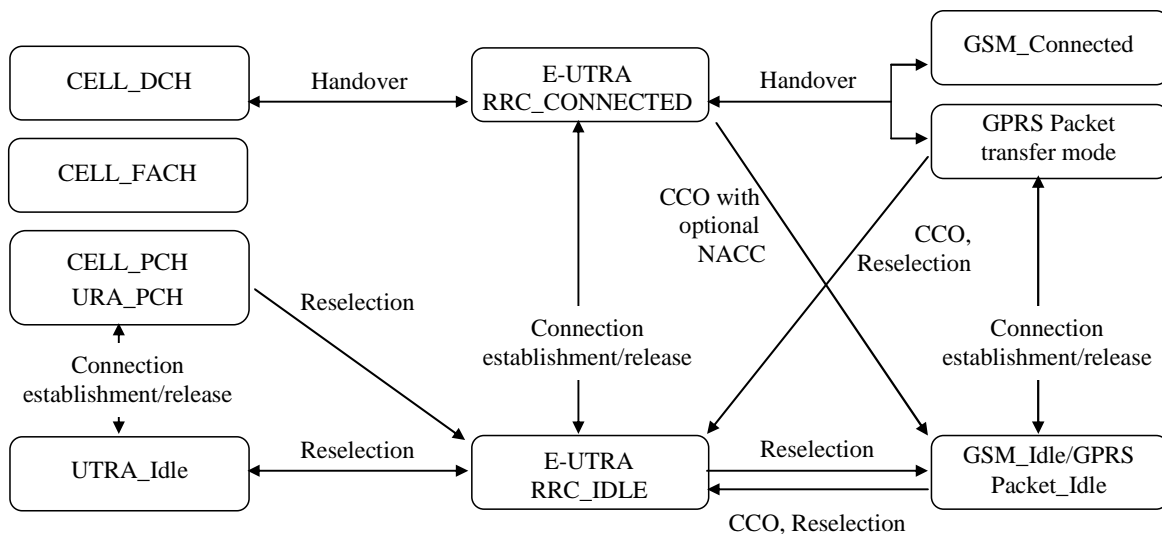 GSM_Connected
CELL_DCH
Handover
E-UTRA
RRC_CONNECTED
Handover
GPRS Packet
transfer mode
CELL_FACH
CCO with
optional
NACC
CCO,
Reselection
CELL_PCH
URA_PCH
Reselection
Connection
establishment/release
Connection
establishment/release
Connection
establishment/release
UTRA_Idle
Reselection
E-UTRA
RRC_IDLE
Reselection
GSM_Idle/GPRS
Packet_Idle
CCO, Reselection